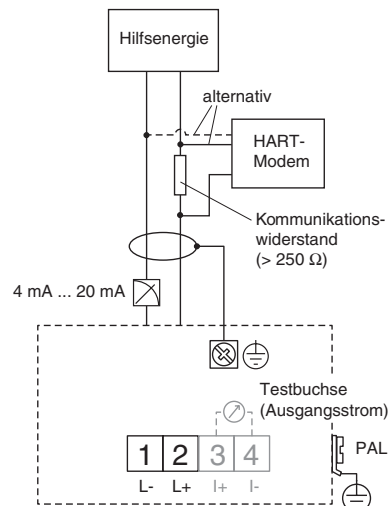 Hilfsenergie
alternativ
HART-
Modem
Kommunikations-
widerstand
(> 250 Ω)
4 mA ... 20 mA
Testbuchse
(Ausgangsstrom)
1 2 3 4
L- L+ I+ I-
PAL